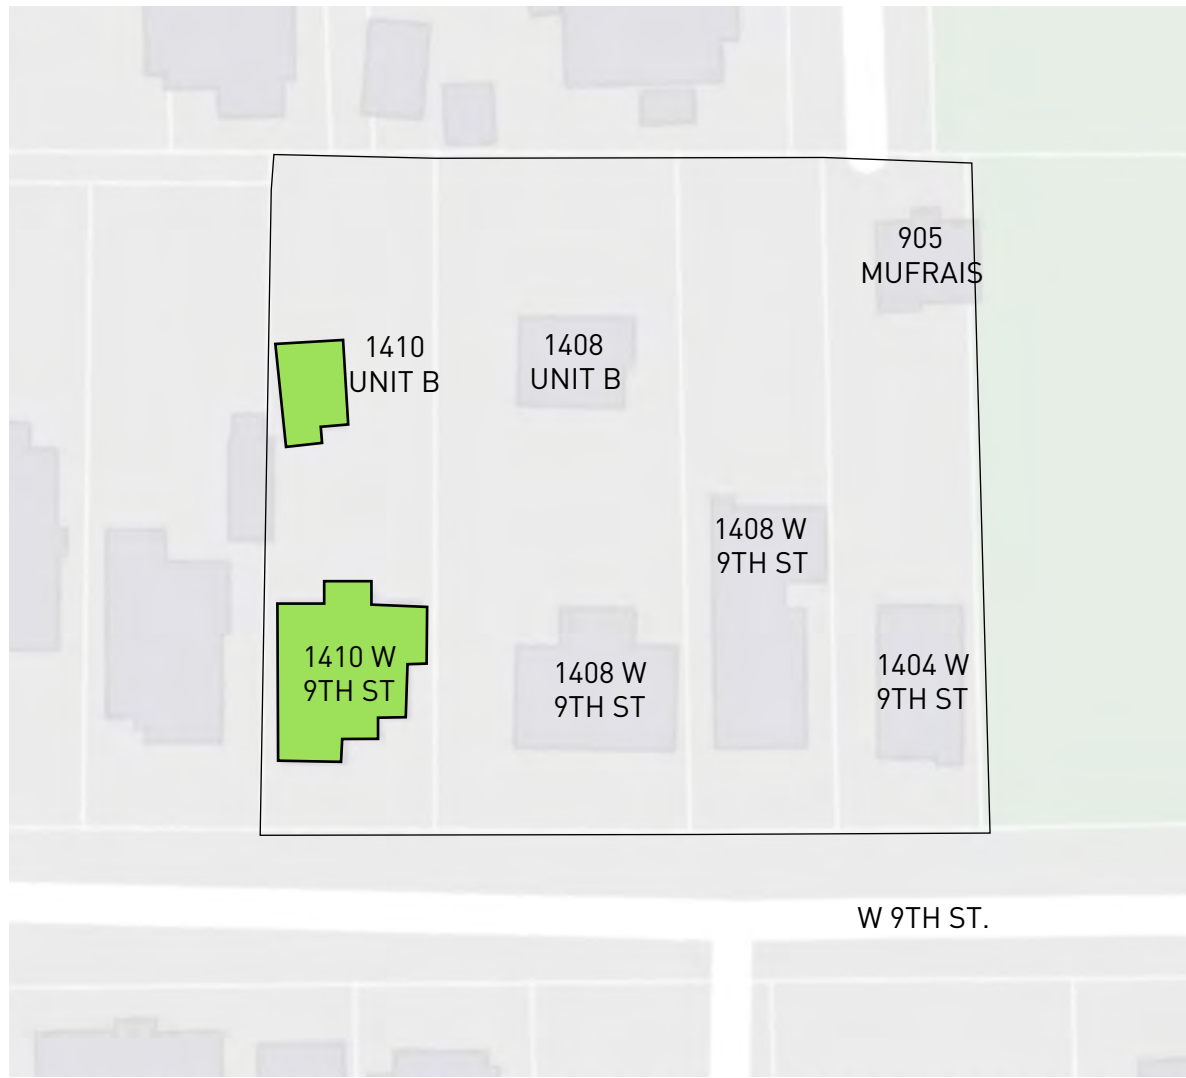 905
MUFRAIS
1410
UNIT B
1408
UNIT B
1408 W
9TH ST
1410 W
9TH ST
1408 W
9TH ST
1404 W
9TH ST
W 9TH ST.